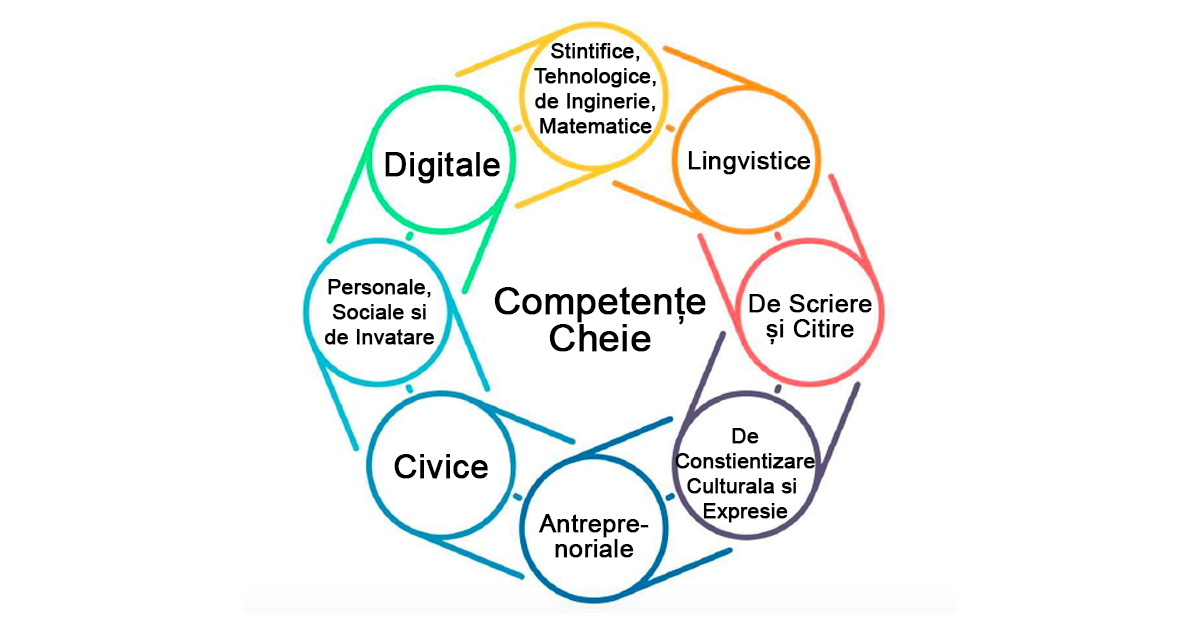 Stintifice,
Tehnologice,
de Inginerie,
Matematice
Lingvistice
De Scriere
și Citire
De
Constientizare
Culturala si
Expresie
Antrepre-
noriale
Civice
Personale,
Sociale si
de Invatare
Digitale
Competențe
Cheie